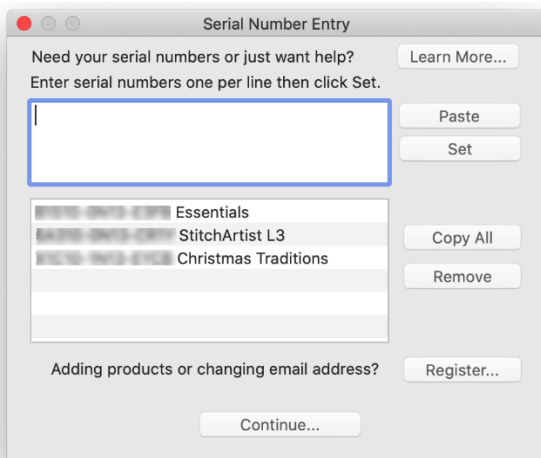 Serial Number Entry
Need your serial numbers or just want help?
Learn More...
Enter serial numbers one per line then click Set.
Paste
Set
Essentials
StitchArtist L3
Christmas Traditions
Copy All
Remove
Adding products or changing email address?
Register...
Continue...